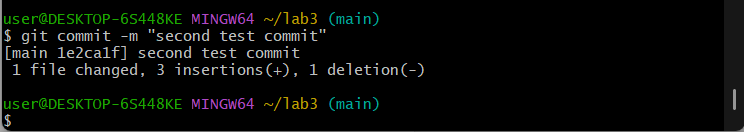 user@DESKTOP-6S448KE MINGW64 ~/lab3 (main)
$ git commit -m "second test commit"
[main 1e2ca1f] second test commit
 1 file changed, 3 insertions(+), 1 deletion(-)
user@DESKTOP-6S448KE MINGW64 ~/lab3 (main)
$